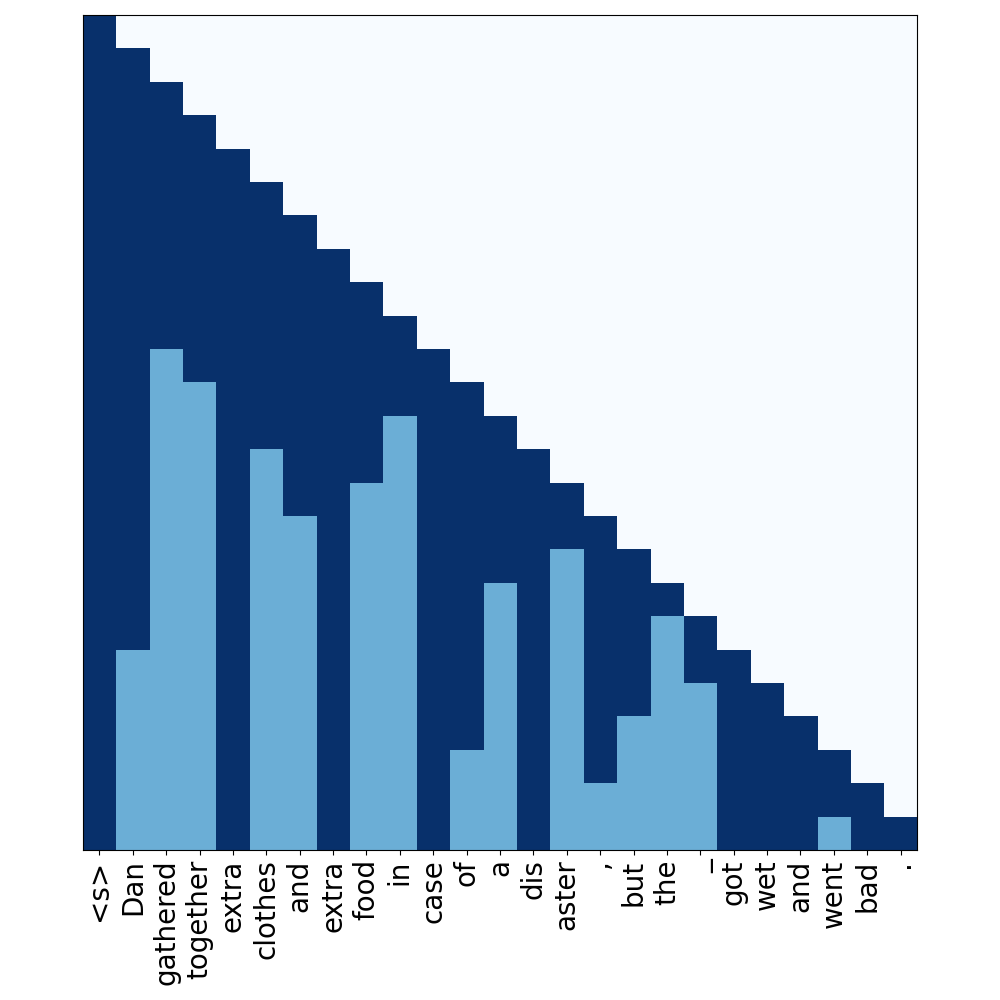 <s> Dan gathered together extra clothes and extra food in case of a dis aster , but the _ got wet and went bad .